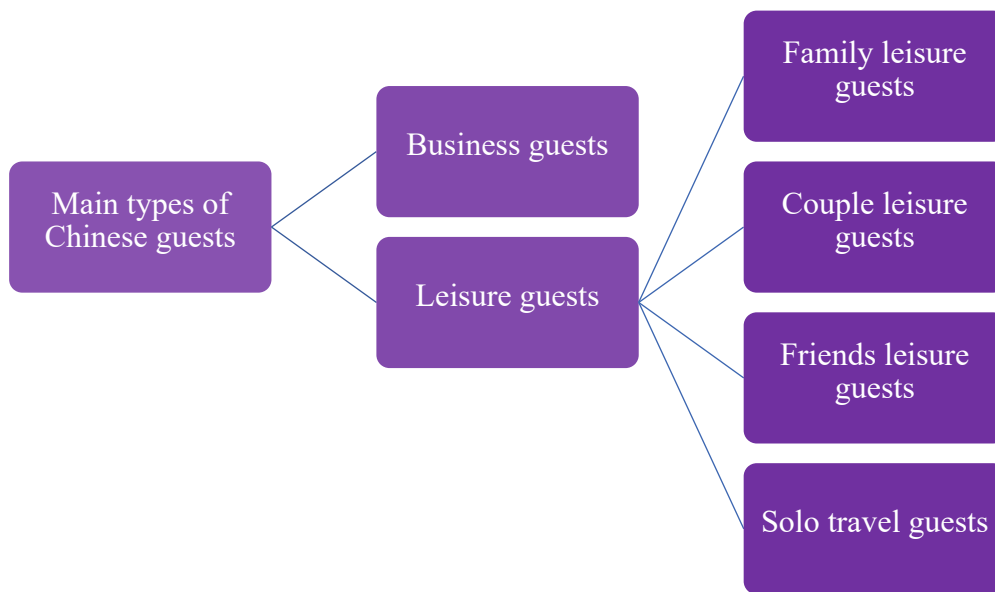 Main types of
Chinese guests
Business guests
Leisure guests
Family leisure
guests
Couple leisure
guests
Friends leisure
guests
Solo travel guests